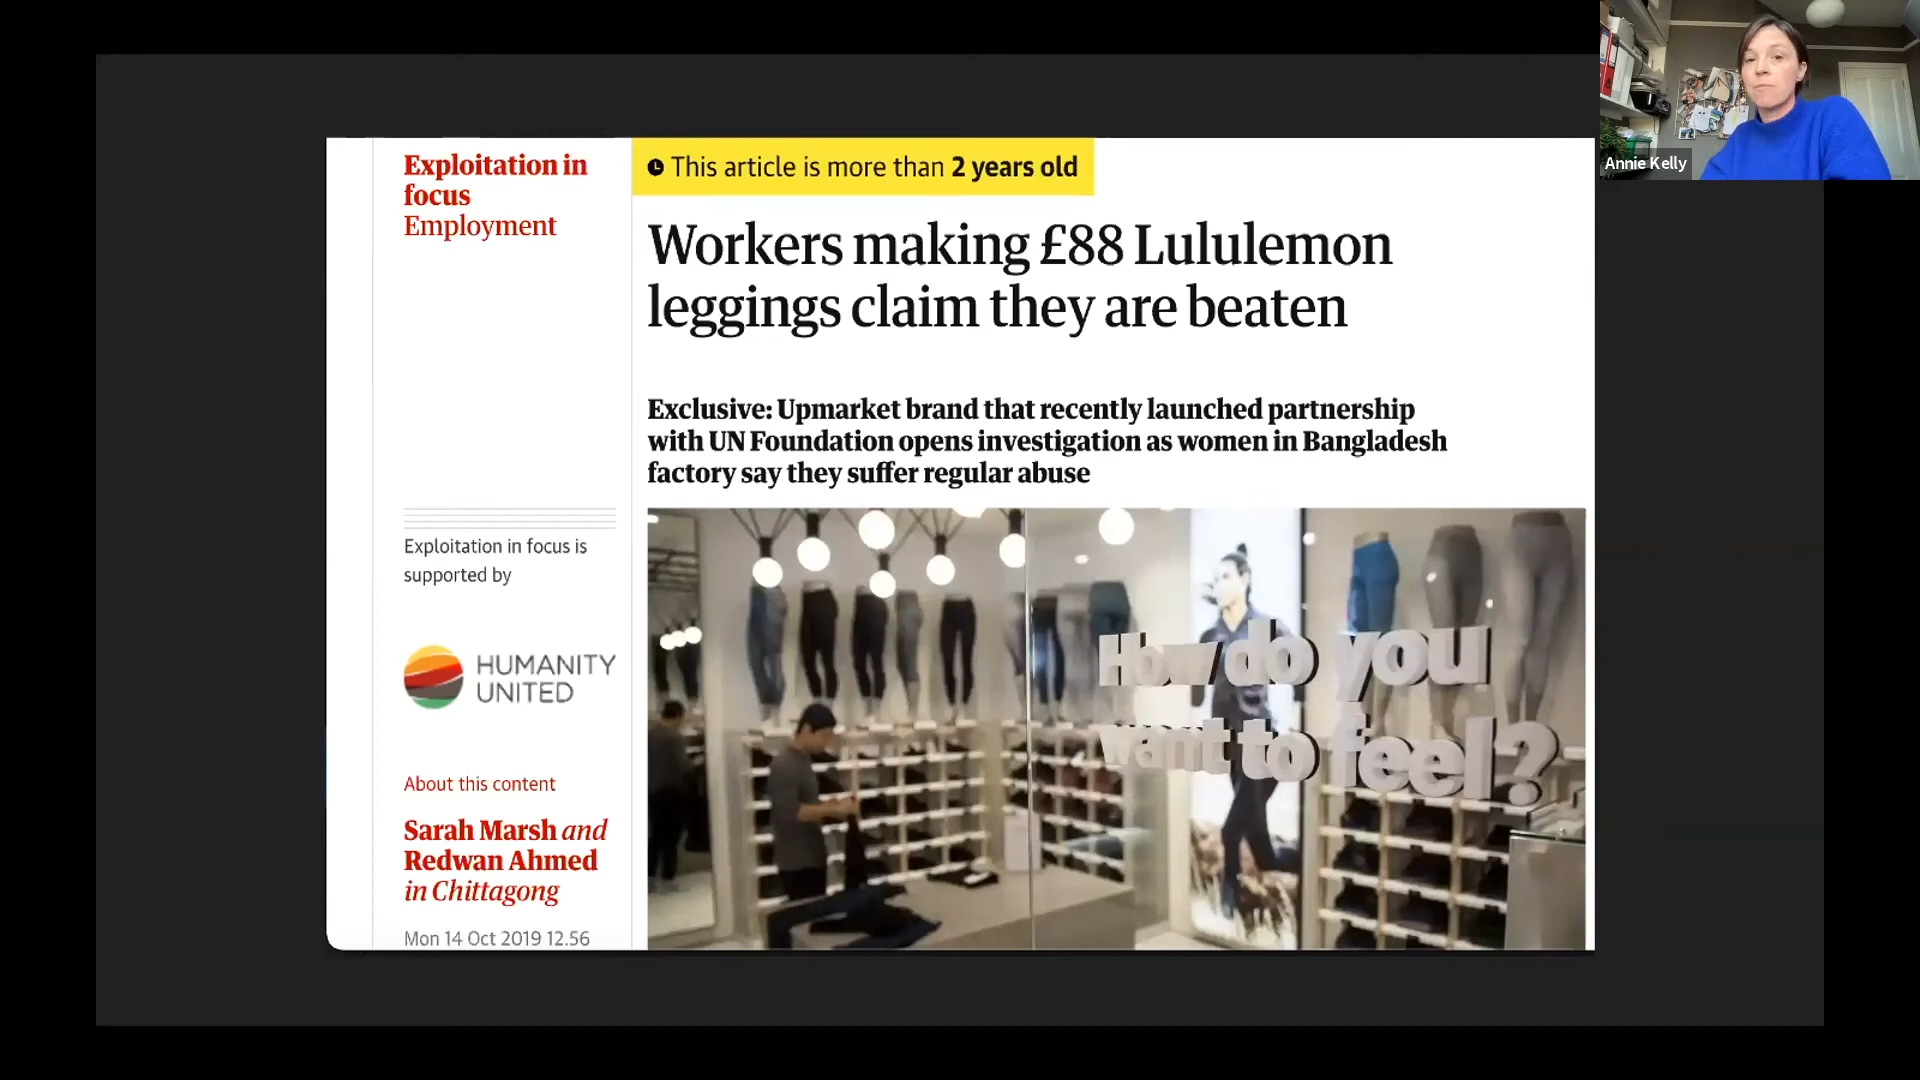 Exploitation in
focus
Employment
This article is more than 2 years old
Workers making £88 Lululemon
leggings claim they are beaten
Exclusive: Upmarket brand that recently launched partnership
with UN Foundation opens investigation as women in Bangladesh
factory say they suffer regular abuse
Exploitation in focus is
supported by
HUMANITY
UNITED
About this content
Sarah Marsh and
Redwan Ahmed
in Chittagong
Mon 14 Oct 2019 12.56
How do you
want to feel?
Annie Kelly